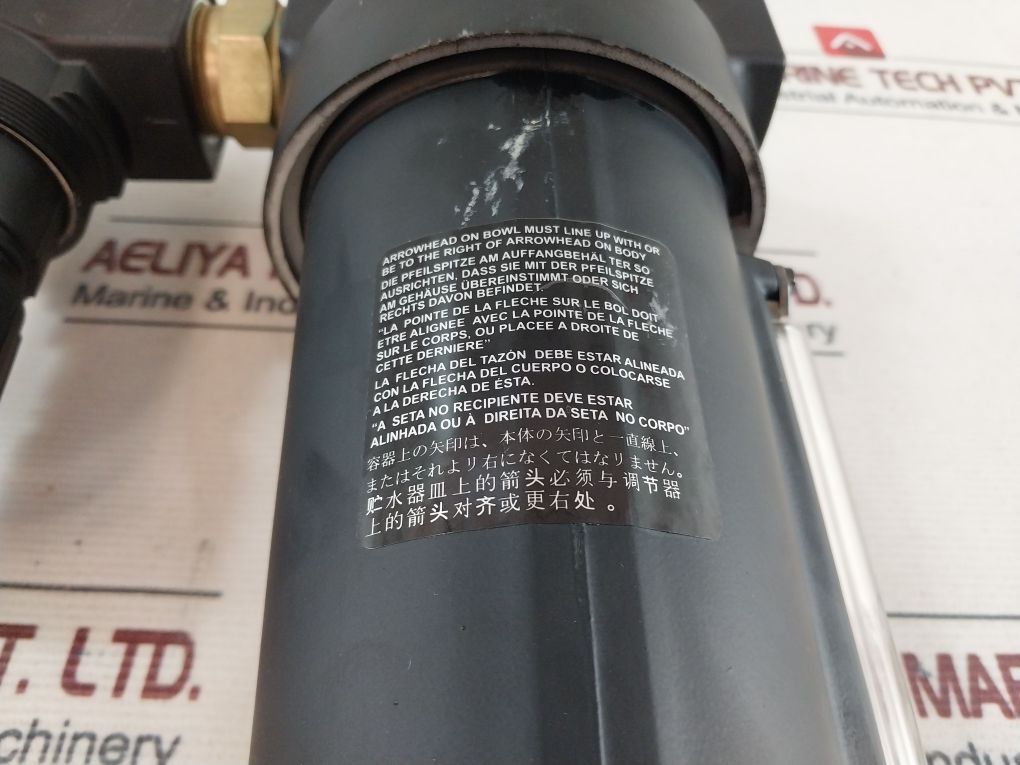 ARINE TECH PVT
strial Automation &
AELIYA
Marine & Ind
D.
ery
ARROWHEAD ON BOWL MUST LINE UP WITH OR
BE TO THE RIGHT OF ARROWHEAD ON BODY
DIE PFEILSPITZE AM AUFFANGBEHÄL TER SO
AUSRICHTEN, DASS SIE MIT DER PFEILSPITZE
AM GEHÄUSE ÜBEREINSTIMMT ODER SICH
RECHTS DAVON BEFINDET.
“LA POINTE DE LA FLECHE SUR LE BOL DOIT
ETRE ALIGNEE AVEC LA POINTE DE LA FLECHE
SUR LE CORPS, OU PLACEE A DROITE DE
CETTE DERNIERE”
LA FLECHA DEL TAZÓN DEBE ESTAR ALINEADA
CON LA FLECHA DEL CUERPO O COLOCARSE
A LA DERECHA DE ÉSTA.
“A SETA NO RECIPIENTE DEVE ESTAR
ALINHADA OU À DIREITA DA SETA NO CORPO”
容器上の矢印は、本体の矢印と一直線上、
またはそれより右になくてはなりません。
贮水器皿上的箭头必须与调节器
上的箭头对齐或更右处。
T. LTD.
chinery
MAR
ndus